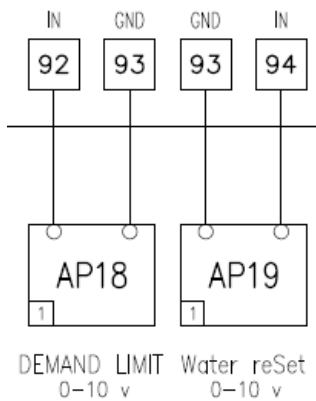 IN GND GND IN
92 93 93 94
AP18 AP19
1 1
DEMAND LIMIT Water reSet
0-10 v 0-10 v